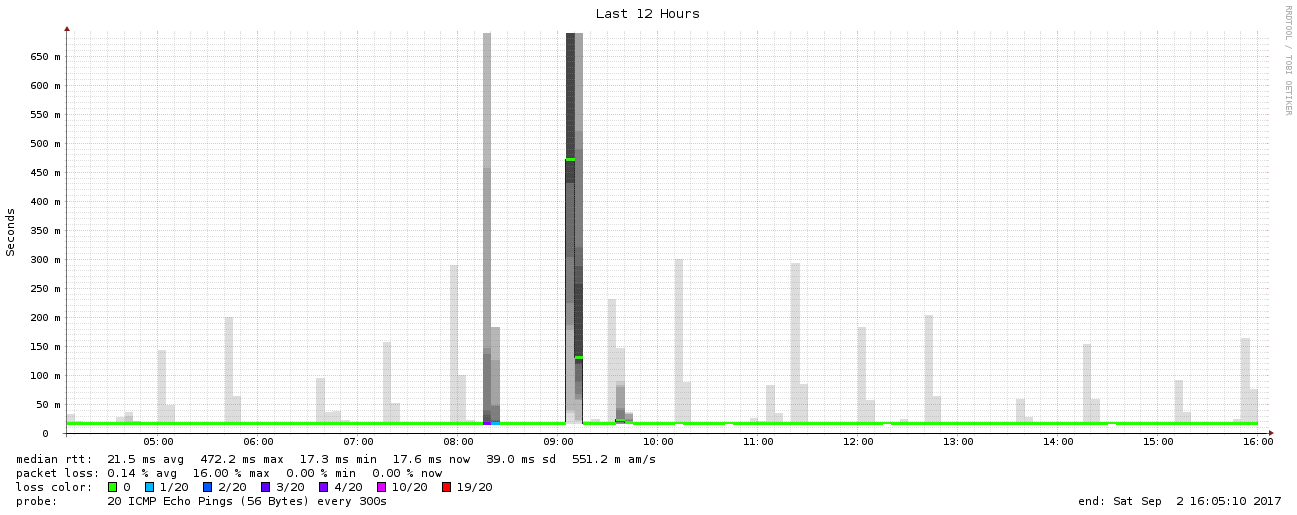 Last 12 Hours
RRDTOOL / TOBI OETIKER
Seconds
650 m
600 m
550 m
500 m
450 m
400 m
350 m
300 m
250 m
200 m
150 m
100 m
50 m
0
05:00 06:00 07:00 08:00 09:00 10:00 11:00 12:00 13:00 14:00 15:00 16:00
median rtt: 21.5 ms avg 472.2 ms max 17.3 ms min 17.6 ms now 39.0 ms sd 551.2 m am/s
packet loss: 0.14 % avg 16.00 % max 0.00 % min 0.00 % now
loss color: 0 1/20 2/20 3/20 4/20 10/20 19/20
probe: 20 ICMP Echo Pings (56 Bytes) every 300s end: Sat Sep 2 16:05:10 2017